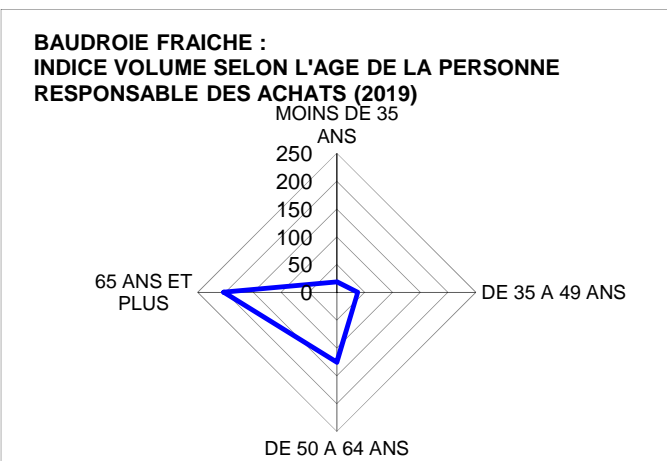 BAUDROIE FRAICHE :
INDICE VOLUME SELON L'AGE DE LA PERSONNE
RESPONSABLE DES ACHATS (2019)
MOINS DE 35
ANS
250
200
150
100
50
0
65 ANS ET
PLUS
DE 35 A 49 ANS
DE 50 A 64 ANS